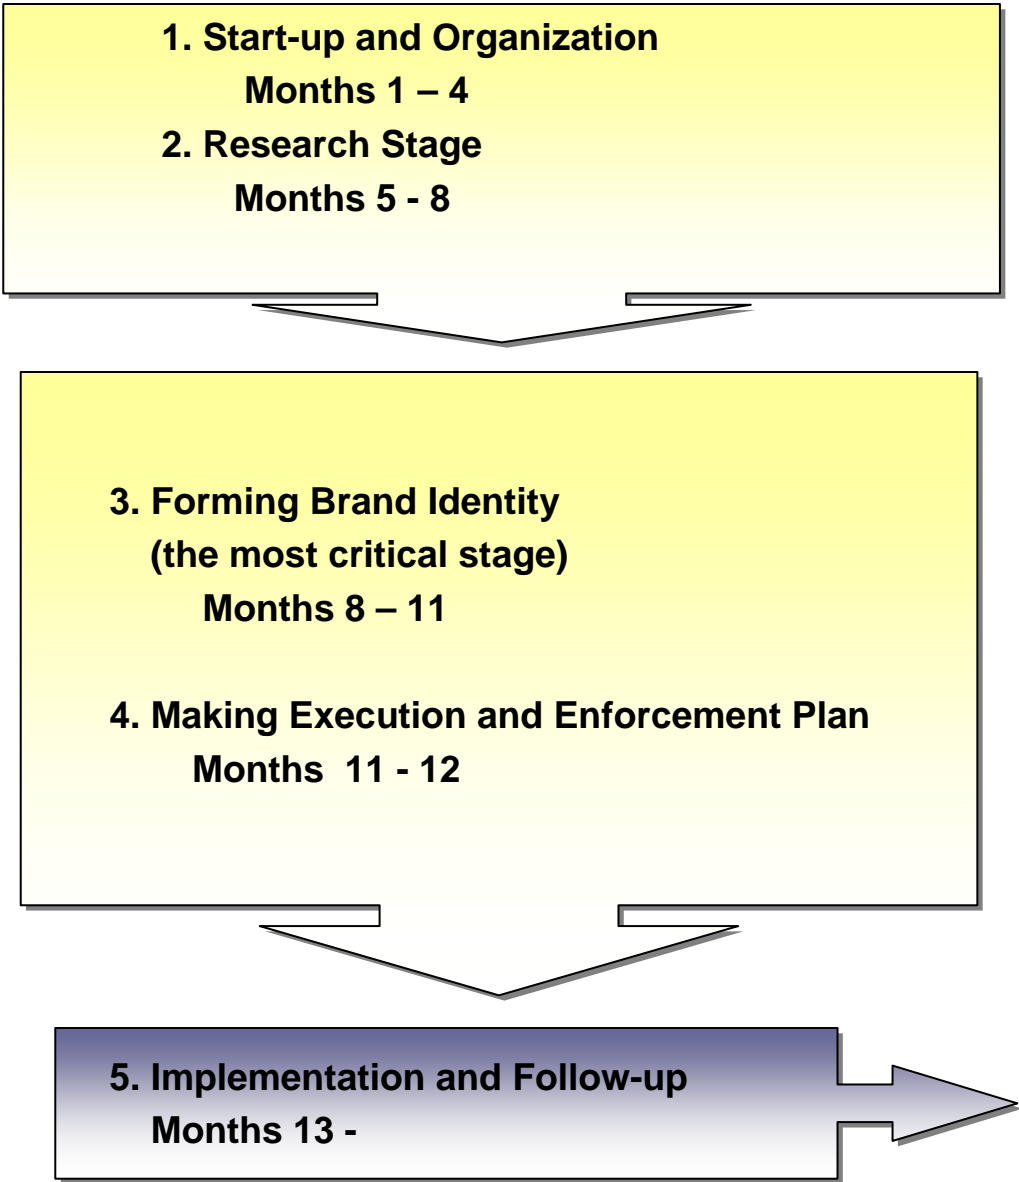 1. Start-up and Organization
Months 1 – 4
2. Research Stage
Months 5 - 8
3. Forming Brand Identity
(the most critical stage)
Months 8 – 11
4. Making Execution and Enforcement Plan
Months 11 - 12
5. Implementation and Follow-up
Months 13 -